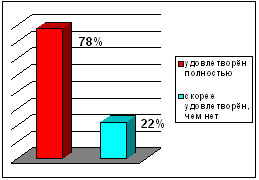 78%
22%
удовлетворён
полностью
скорее
удовлетворён,
чем нет